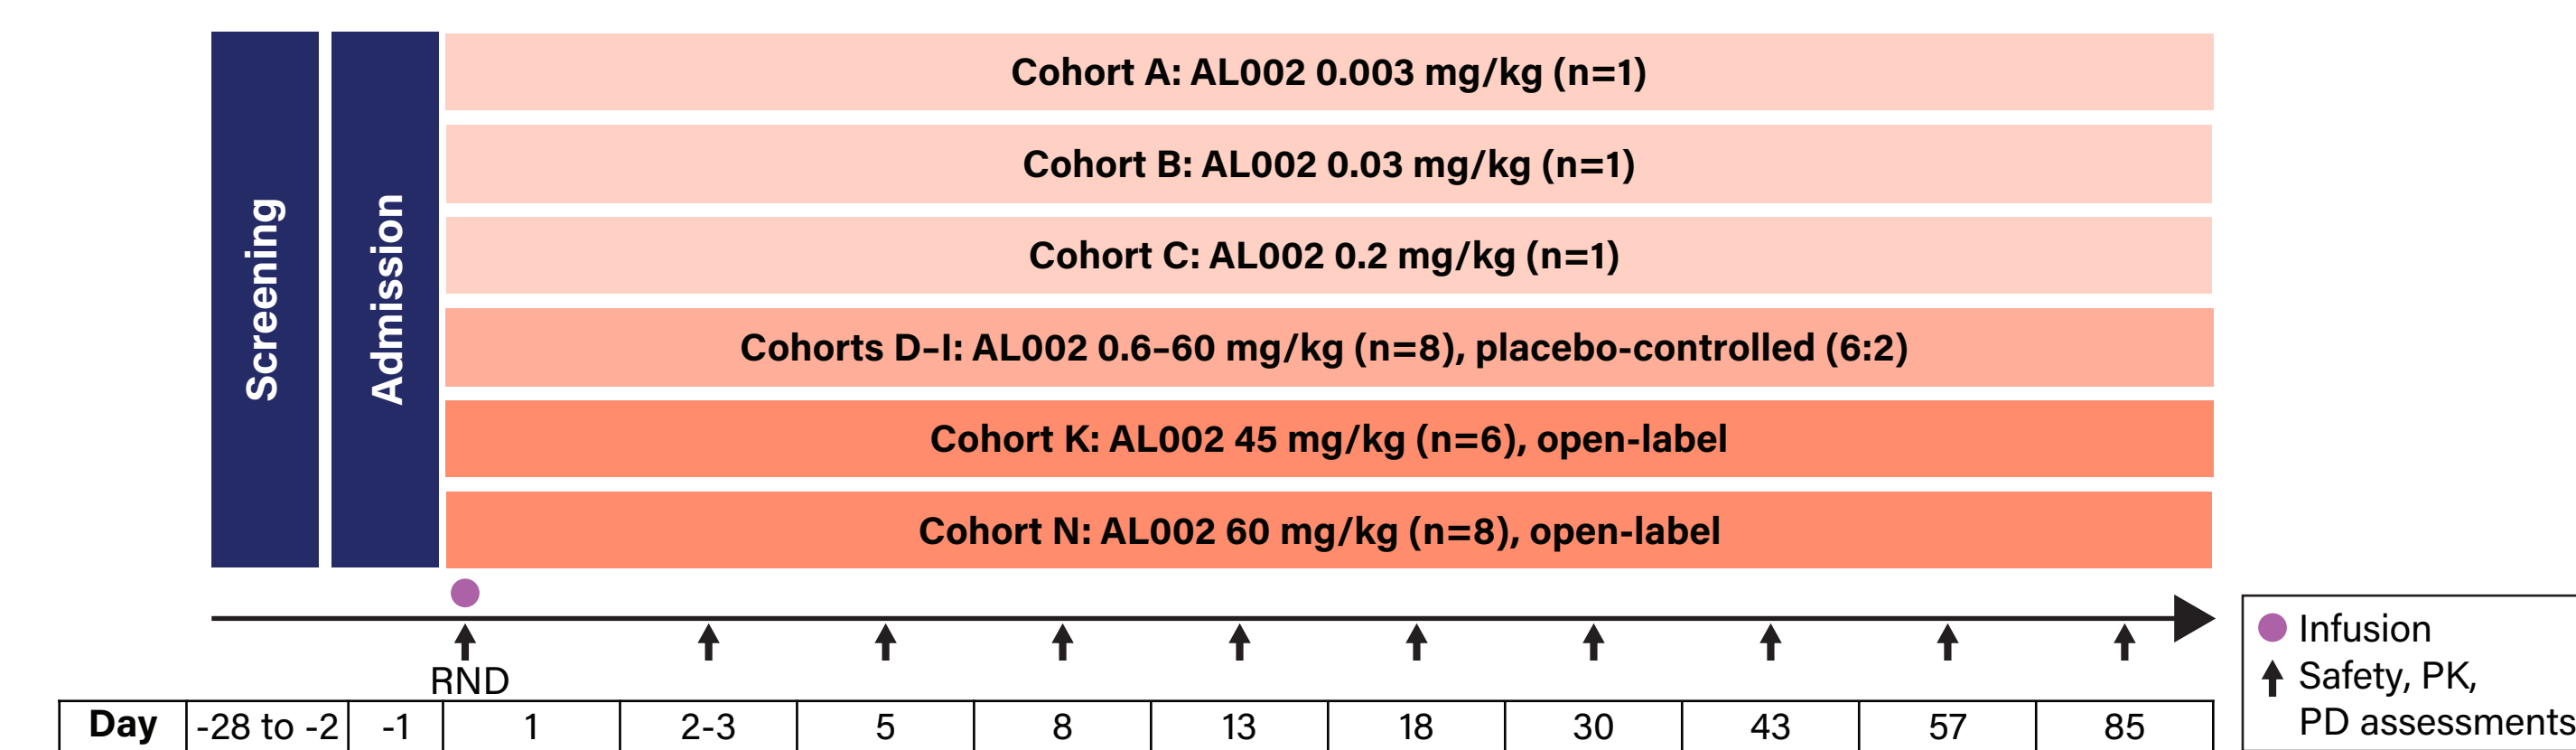 Screening
Admission
Cohort A: AL002 0.003 mg/kg (n=1)
Cohort B: AL002 0.03 mg/kg (n=1)
Cohort C: AL002 0.2 mg/kg (n=1)
Cohorts D–I: AL002 0.6–60 mg/kg (n=8), placebo-controlled (6:2)
Cohort K: AL002 45 mg/kg (n=6), open-label
Cohort N: AL002 60 mg/kg (n=8), open-label
RND
Day -28 to -2 -1 1 2-3 5 8 13 18 30 43 57 85
Infusion
Safety, PK,
PD assessments